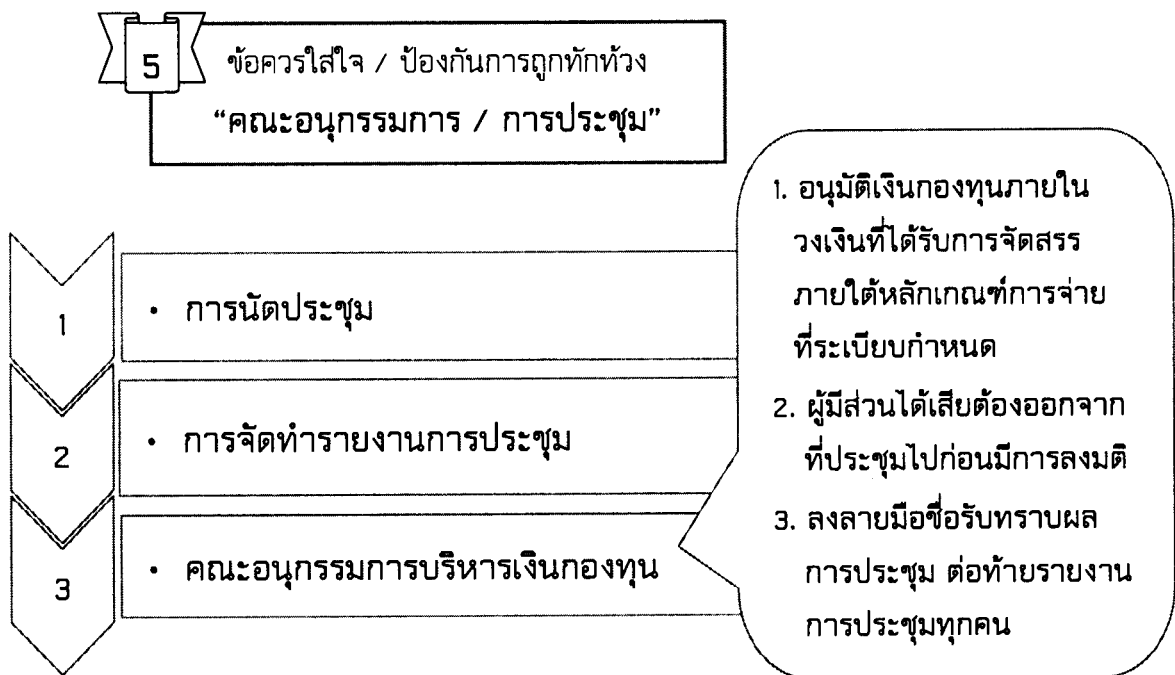 5
ข้อควรใส่ใจ / ป้องกันการถูกทักท้วง
“คณะอนุกรรมการ / การประชุม”
1
• การนัดประชุม
2
• การจัดทำรายงานการประชุม
3
• คณะอนุกรรมการบริหารเงินกองทุน
1. อนุมัติเงินกองทุนภายใน
วงเงินที่ได้รับการจัดสรร
ภายใต้หลักเกณฑ์การจ่าย
ที่ระเบียบกำหนด
2. ผู้มีส่วนได้เสียต้องออกจาก
ที่ประชุมไปก่อนมีการลงมติ
3. ลงลายมือชื่อรับทราบผล
การประชุม ต่อท้ายรายงาน
การประชุมทุกคน